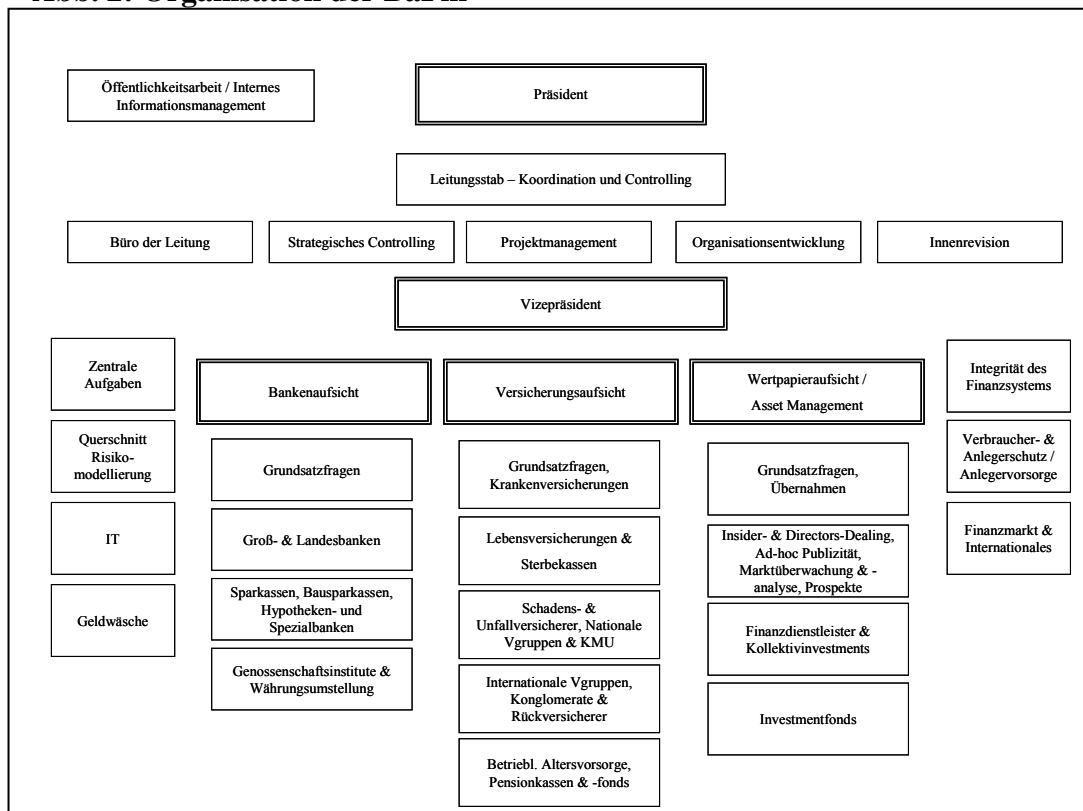 Abb. 2: Organisation der BaFin
Öffentlichkeitsarbeit / Internes
Informationsmanagement
Präsident
Leitungsstab – Koordination und Controlling
Büro der Leitung
Strategisches Controlling
Projektmanagement
Organisationsentwicklung
Innenrevision
Vizepräsident
Zentrale
Aufgaben
Querschnitt
Risiko-
modellierung
IT
Geldwäsche
Bankenaufsicht
Grundsatzfragen
Groß- & Landesbanken
Sparkassen, Bausparkassen,
Hypotheken- und
Spezialbanken
Genossenschaftsinstitute &
Währungsumstellung
Versicherungsaufsicht
Grundsatzfragen,
Krankenversicherungen
Lebensversicherungen &
Sterbekassen
Schadens- &
Unfallversicherer, Nationale
Vgruppen & KMU
Internationale Vgruppen,
Konglomerate &
Rückversicherer
Betriebl. Altersvorsorge,
Pensionkassen & -fonds
Wertpapieraufsicht /
Asset Management
Grundsatzfragen,
Übernahmen
Insider- & Directors-Dealing,
Ad-hoc Publizität,
Marktüberwachung & -
analyse, Prospekte
Finanzdienstleister &
Kollektivinvestments
Investmentfonds
Integrität des
Finanzsystems
Verbraucher- &
Anlegerschutz /
Anlegervorsorge
Finanzmarkt &
Internationales